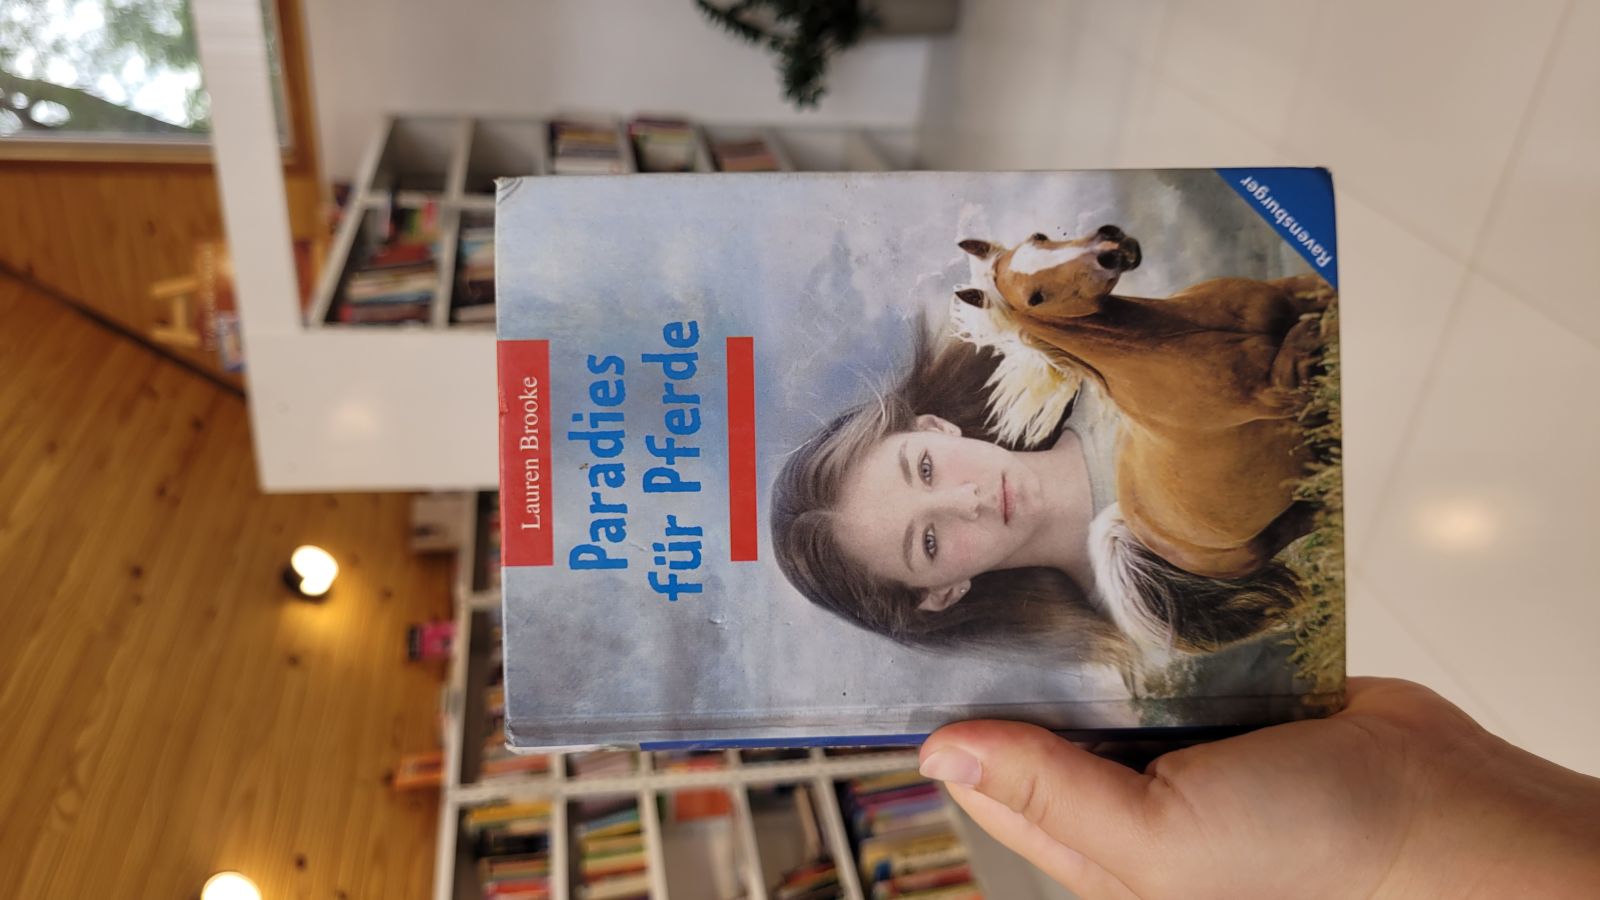 Lauren Brooke
Paradies
für Pferde
Ravensburger